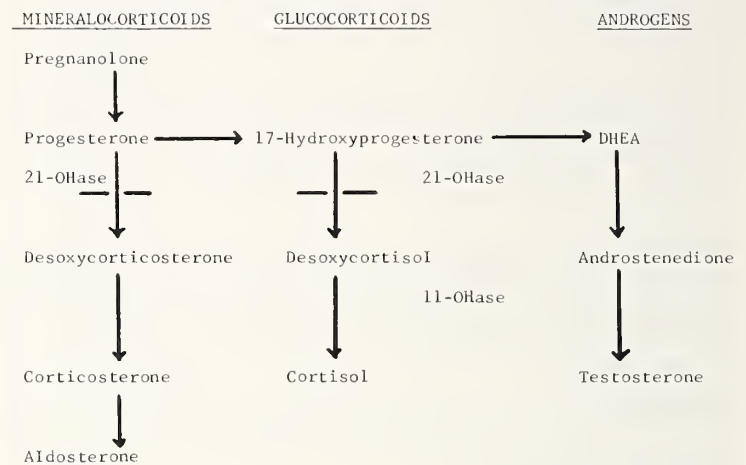 MINERALOCORTICOIDS GLUCOCORTICOIDS ANDROGENS
Pregnanolone
Progesterone 17-Hydroxyprogesterone DHEA
21-OHase 21-OHase
Desoxycorticosterone Desoxycortisol Androstenedione
11-OHase
Corticosterone Cortisol Testosterone
Aldosterone